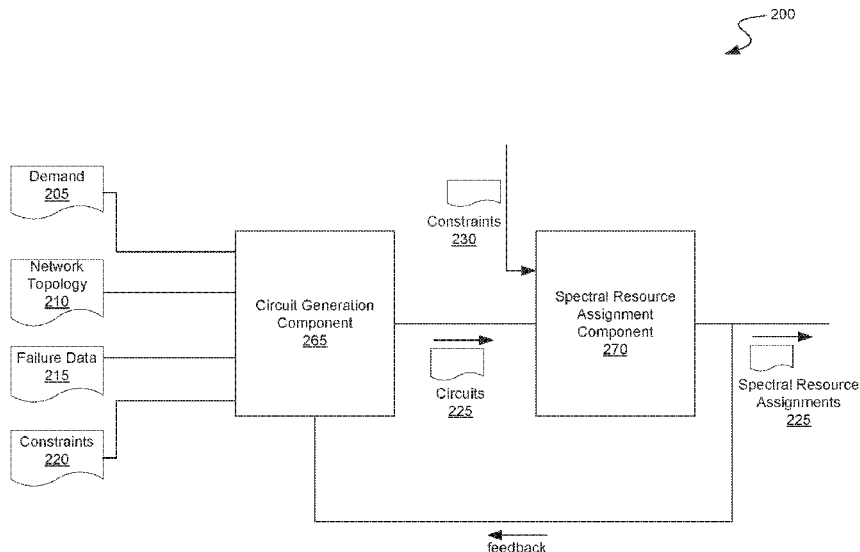 200
Demand
205
Network
Topology
210
Failure Data
215
Constraints
220
Circuit Generation
Component
265
Circuits
225
Constraints
230
Spectral Resource
Assignment
Component
270
Spectral Resource
Assignments
225
feedback